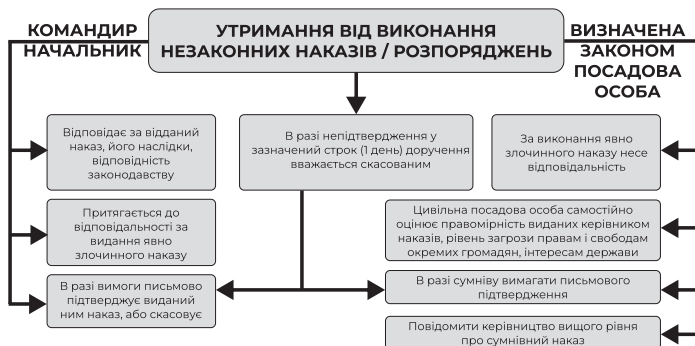 КОМАНДИР
НАЧАЛЬНИК
УТРИМАННЯ ВІД ВИКОНАННЯ
НЕЗАКОННИХ НАКАЗІВ / РОЗПОРЯДЖЕНЬ
ВИЗНАЧЕНА
ЗАКОНОМ
ПОСАДОВА
ОСОБА
Відповідає за відданий
наказ, його наслідки,
відповідність
законодавству
В разі непідтвердження у
зазначений строк (1 день) доручення
вважається скасованим
За виконання явно
злочинного наказу несе
відповідальність
Притягається до
відповідальності за
видання явно
злочинного наказу
Цивільна посадова особа самостійно
оцінює правомірність виданих керівником
наказів, рівень загрози правам і свободам
окремих громадян, інтересам держави
В разі вимоги письмово
підтверджує виданий
ним наказ, або скасовує
В разі сумніву вимагати письмового
підтвердження
Повідомити керівництво вищого рівня
про сумнівний наказ